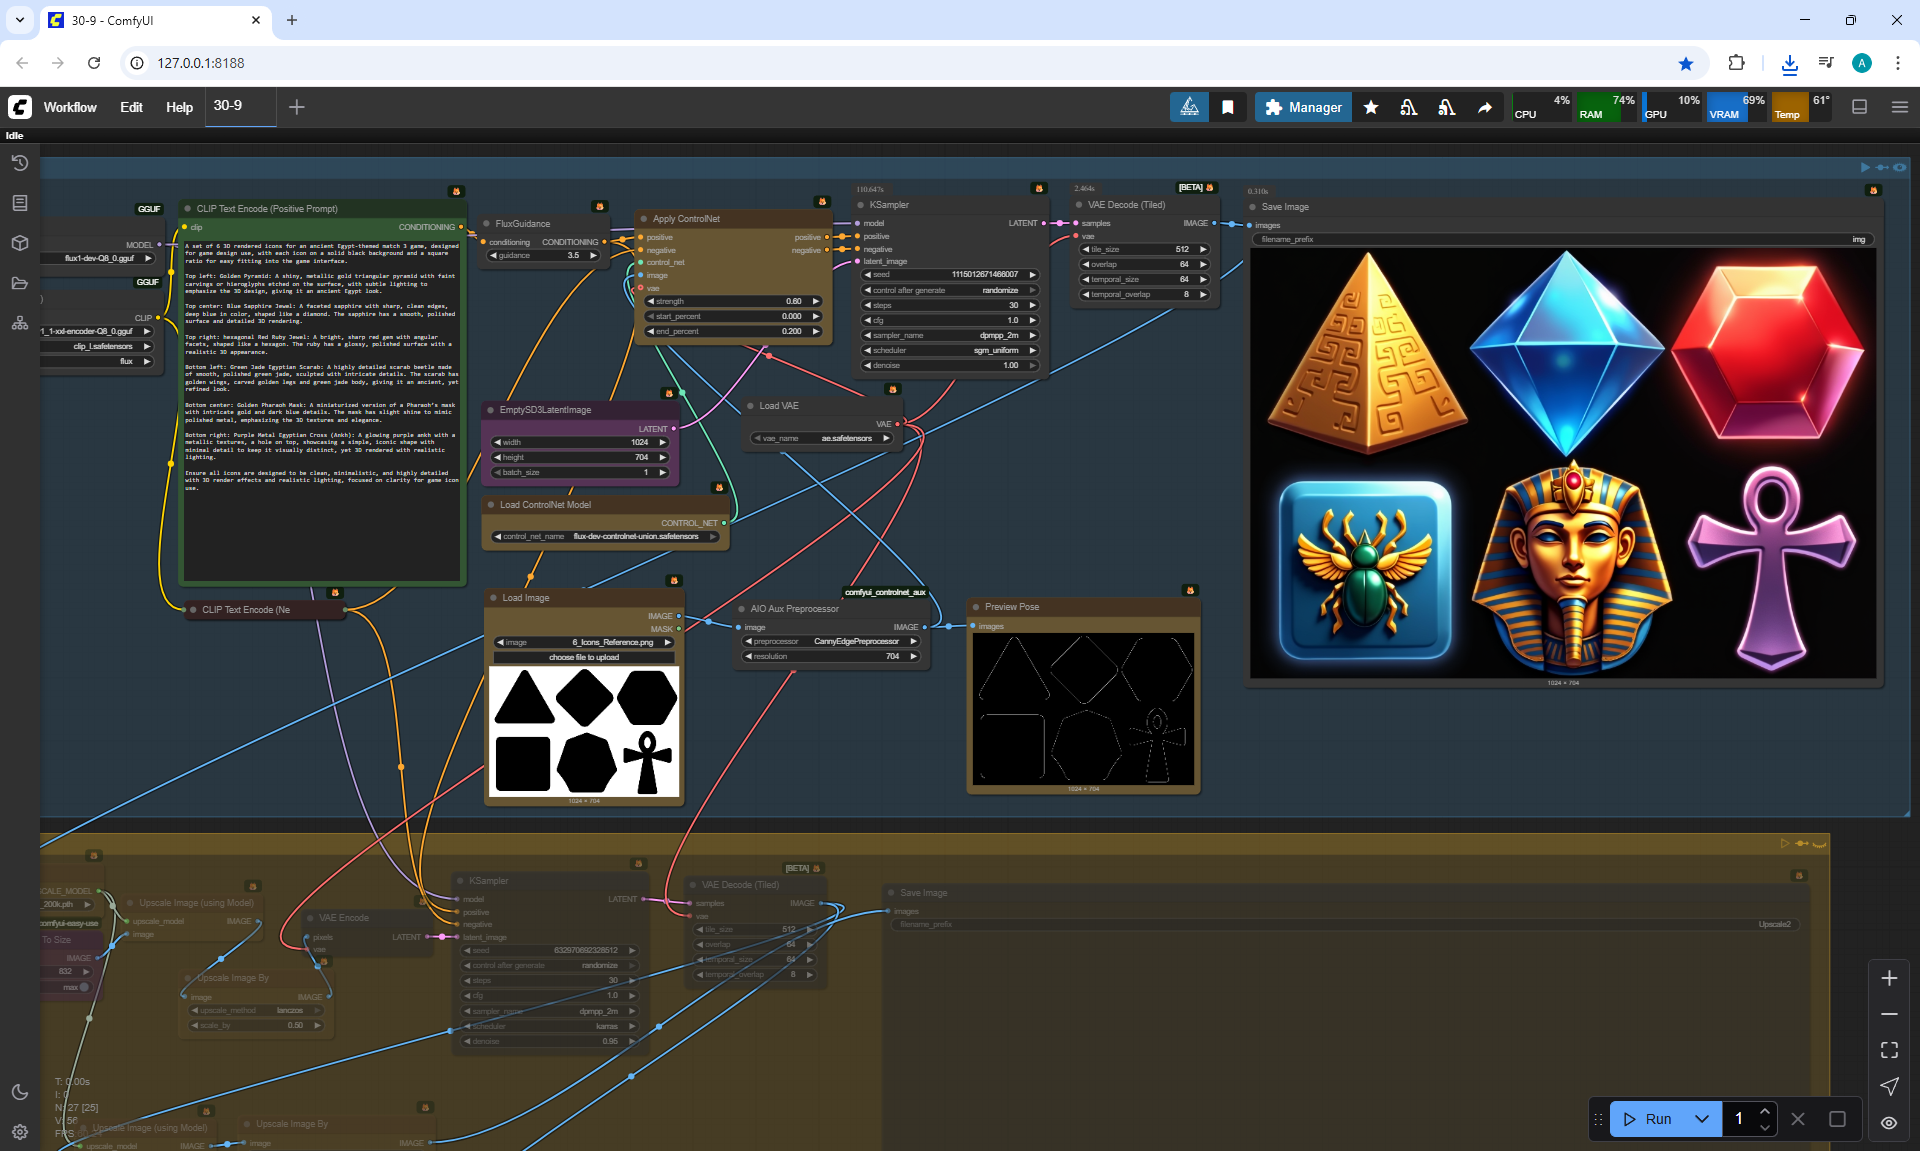 30-9 - ComfyUI
127.0.0.1:8188
A
Workflow
Edit
Help
30-9
Manager
4%
CPU
74%
RAM
10%
GPU
69%
VRAM
61°
Temp
Idle
GGUF
MODEL
flux1-dev-Q8_0.gguf
GGUF
CLIP
1_1-xxl-encoder-Q8_0.gguf
clip_l.safetensors
flux
CLIP Text Encode (Positive Prompt)
clip
CONDITIONING
A set of 6 3D rendered icons for an ancient Egypt-themed match 3 game, designed
for game design use, with each icon on a solid black background and a square
ratio for easy fitting into the game interface.
Top left: Golden Pyramid: A shiny, metallic gold triangular pyramid with faint
carvings or hieroglyphs etched on the surface, with subtle lighting to
emphasize the 3D design, giving it an ancient Egypt look.
Top center: Blue Sapphire Jewel: A faceted sapphire with sharp, clean edges,
deep blue in color, shaped like a diamond. The sapphire has a smooth, polished
surface and detailed 3D rendering.
Top right: hexagonal Red Ruby Jewel: A bright, sharp red gem with angular
facets, shaped like a hexagon. The ruby has a glossy, polished surface with a
realistic 3D appearance.
Bottom left: Green Jade Egyptian Scarab: A highly detailed scarab beetle made
of smooth, polished green jade, sculpted with intricate details. The scarab has
golden wings, carved golden legs and green jade body, giving it an ancient, yet
refined look.
Bottom center: Golden Pharaoh Mask: A miniaturized version of a Pharaoh's mask
with intricate gold and dark blue details. The mask has slight shine to mimic
polished metal, emphasizing the 3D textures and elegance.
Bottom right: Purple Metal Egyptian Cross (Ankh): A glowing purple ankh with a
metallic textures, a hole on top, showcasing a simple, iconic shape with
minimal detail to keep it visually distinct, yet 3D rendered with realistic
lighting.
Ensure all icons are designed to be clean, minimalistic, and highly detailed
with 3D render effects and realistic lighting, focused on clarity for game icon
use.
CLIP Text Encode (Ne
FluxGuidance
conditioning
CONDITIONING
guidance
3.5
Apply ControlNet
positive
positive
negative
negative
control_net
image
vae
strength
0.60
start_percent
0.000
end_percent
0.200
110.647s
KSampler
model
LATENT
positive
negative
latent_image
seed
1115012671466007
control after generate
randomize
steps
30
cfg
1.0
sampler_name
dpmpp_2m
scheduler
sgm_uniform
denoise
1.00
2.464s
[BETA]
VAE Decode (Tiled)
samples
IMAGE
vae
tile_size
512
overlap
64
temporal_size
64
temporal_overlap
8
0.310s
Save Image
images
filename_prefix
img
1024 × 704
EmptySD3LatentImage
LATENT
width
1024
height
704
batch_size
1
Load VAE
VAE
vae_name
ae.safetensors
Load ControlNet Model
CONTROL_NET
control_net_name
flux-dev-controlnet-union.safetensors
Load Image
IMAGE
MASK
image
6_Icons_Reference.png
choose file to upload
1024 × 704
comfyui_controlnet_aux
AIO Aux Preprocessor
image
IMAGE
preprocessor
CannyEdgePreprocessor
resolution
704
Preview Pose
images
1024 × 704
CALE_MODEL
_200k.pth
omfyui-easy-use
To Size
IMAGE
832
max
Upscale Image (using Model)
upscale_model
IMAGE
image
Upscale Image By
image
IMAGE
upscale_method
lanczos
scale_by
0.50
VAE Encode
pixels
LATENT
vae
KSampler
model
LATENT
positive
negative
latent_image
seed
632970692328512
control after generate
randomize
steps
30
cfg
1.0
sampler_name
dpmpp_2m
scheduler
karras
denoise
0.95
[BETA]
VAE Decode (Tiled)
samples
IMAGE
vae
tile_size
512
overlap
64
temporal_size
64
temporal_overlap
8
Save Image
images
filename_prefix
Upscale2
T: 0.00s
I: 0
N: 27 [25]
Upscale Image (using Model)
upscale_model
IMAGE
Upscale Image By
image
IMAGE
Run
1